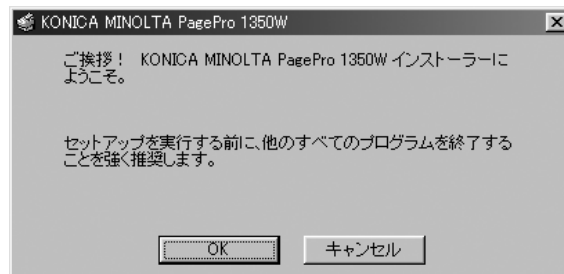 KONICA MINOLTA PagePro 1350W
ご挨拶！ KONICA MINOLTA PagePro 1350W インストーラーに
ようこそ。
セットアップを実行する前に、他のすべてのプログラムを終了する
ことを強く推奨します。
OK
キャンセル